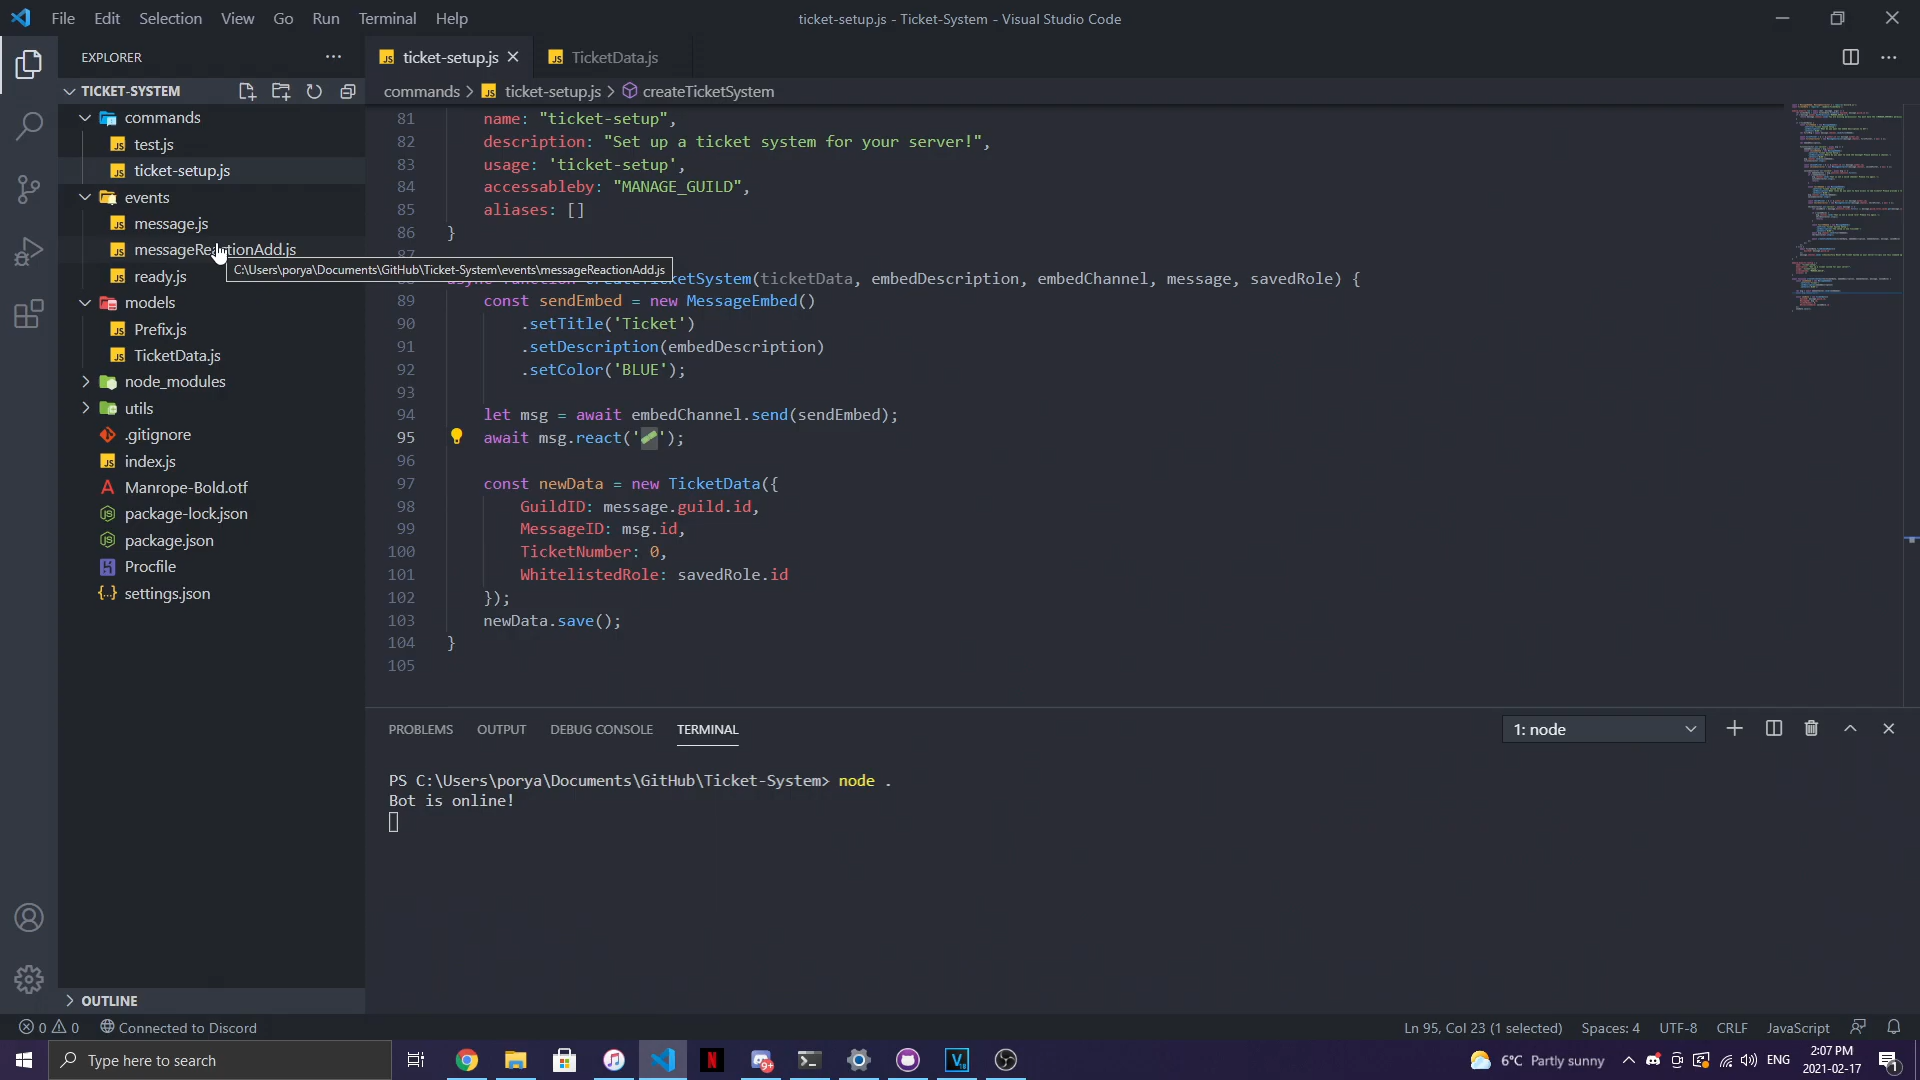 File Edit Selection View Go Run Terminal Help
ticket-setup.js - Ticket-System - Visual Studio Code
EXPLORER
TICKET-SYSTEM
commands
test.js
ticket-setup.js
events
message.js
messageReactionAdd.js
ready.js
models
Prefix.js
TicketData.js
node_modules
utils
.gitignore
index.js
Manrope-Bold.otf
package-lock.json
package.json
Procfile
settings.json
OUTLINE
ticket-setup.js
TicketData.js
commands > ticket-setup.js > createTicketSystem
81 name: "ticket-setup",
82 description: "Set up a ticket system for your server!",
83 usage: 'ticket-setup',
84 accessableby: "MANAGE_GUILD",
85 aliases: []
86 }
87
C:\Users\porya\Documents\GitHub\Ticket-System\events\messageReactionAdd.js
ketSystem(ticketData, embedDescription, embedChannel, message, savedRole) {
89 const sendEmbed = new MessageEmbed()
90 .setTitle('Ticket')
91 .setDescription(embedDescription)
92 .setColor('BLUE');
93
94 let msg = await embedChannel.send(sendEmbed);
95 await msg.react('');
96
97 const newData = new TicketData({
98 GuildID: message.guild.id,
99 MessageID: msg.id,
100 TicketNumber: 0,
101 WhitelistedRole: savedRole.id
102 });
103 newData.save();
104 }
105
PROBLEMS OUTPUT DEBUG CONSOLE TERMINAL
1: node
PS C:\Users\porya\Documents\GitHub\Ticket-System> node .
Bot is online!
0 0 Connected to Discord
Ln 95, Col 23 (1 selected) Spaces: 4 UTF-8 CRLF JavaScript
Type here to search
9+
6°C Partly sunny
ENG
2:07 PM
2021-02-17
1